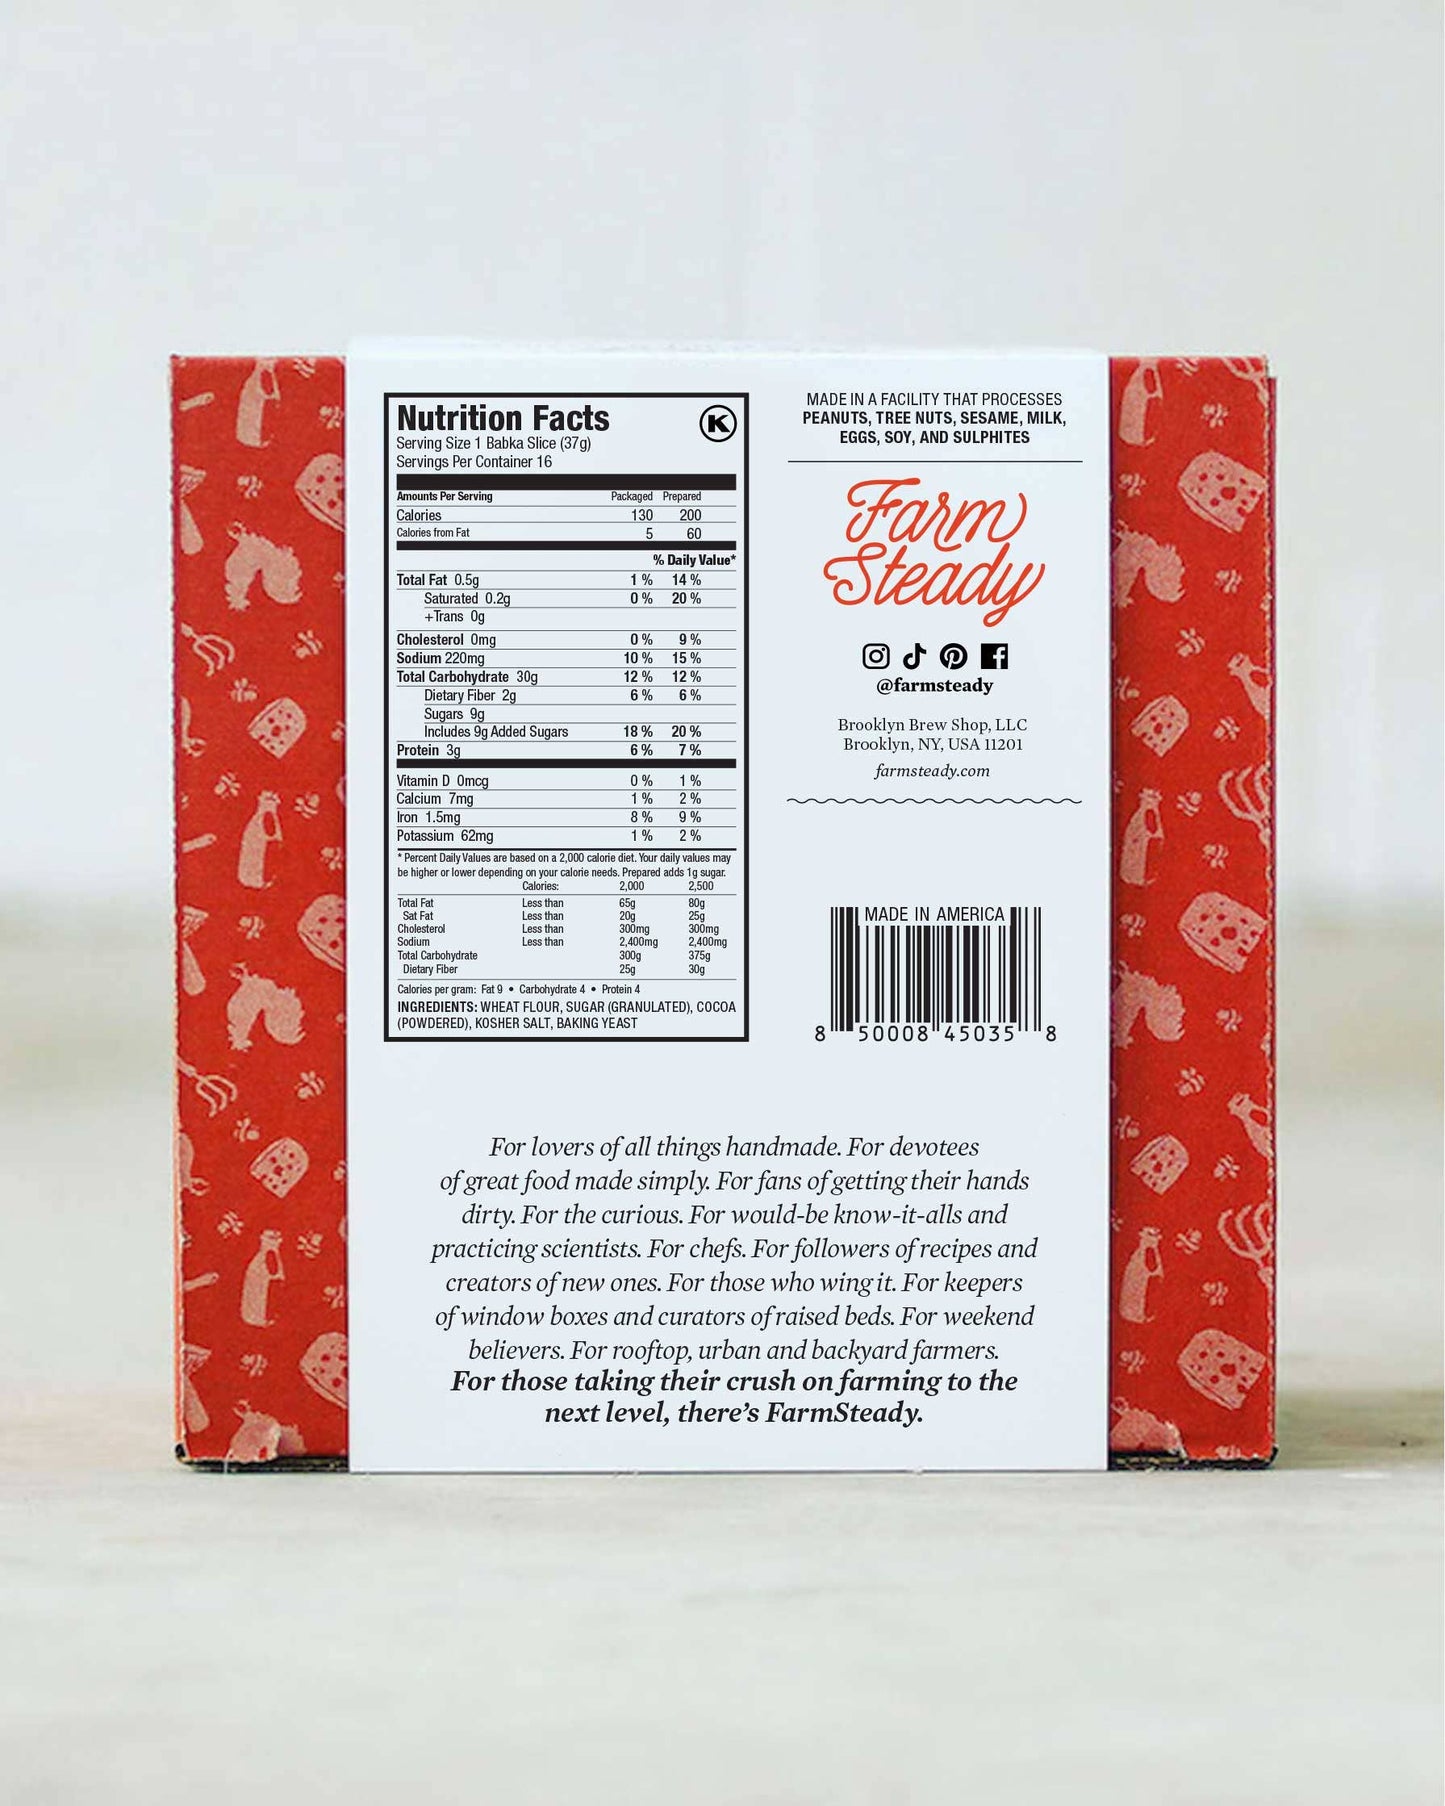 Nutrition Facts
K
Serving Size 1 Babka Slice (37g)
Servings Per Container 16
Amounts Per Serving Packaged Prepared
Calories 130 200
Calories from Fat 5 60
% Daily Value*
Total Fat 0.5g 1 % 14 %
Saturated 0.2g 0 % 20 %
+Trans 0g
Cholesterol 0mg 0 % 9 %
Sodium 220mg 10 % 15 %
Total Carbohydrate 30g 12 % 12 %
Dietary Fiber 2g 6 % 6 %
Sugars 9g
Includes 9g Added Sugars 18 % 20 %
Protein 3g 6 % 7 %
Vitamin D 0mcg 0 % 1 %
Calcium 7mg 1 % 2 %
Iron 1.5mg 8 % 9 %
Potassium 62mg 1 % 2 %
* Percent Daily Values are based on a 2,000 calorie diet. Your daily values may
be higher or lower depending on your calorie needs. Prepared adds 1g sugar.
Calories: 2,000 2,500
Total Fat Less than 65g 80g
Sat Fat Less than 20g 25g
Cholesterol Less than 300mg 300mg
Sodium Less than 2,400mg 2,400mg
Total Carbohydrate 300g 375g
Dietary Fiber 25g 30g
Calories per gram: Fat 9 • Carbohydrate 4 • Protein 4
INGREDIENTS: WHEAT FLOUR, SUGAR (GRANULATED), COCOA
(POWDERED), KOSHER SALT, BAKING YEAST
MADE IN A FACILITY THAT PROCESSES
PEANUTS, TREE NUTS, SESAME, MILK,
EGGS, SOY, AND SULPHITES
Farm
Steady
@farmsteady
Brooklyn Brew Shop, LLC
Brooklyn, NY, USA 11201
farmsteady.com
MADE IN AMERICA
8 50008 45035 8
For lovers of all things handmade. For devotees
of great food made simply. For fans of getting their hands
dirty. For the curious. For would-be know-it-alls and
practicing scientists. For chefs. For followers of recipes and
creators of new ones. For those who wing it. For keepers
of window boxes and curators of raised beds. For weekend
believers. For rooftop, urban and backyard farmers.
For those taking their crush on farming to the
next level, there's FarmSteady.